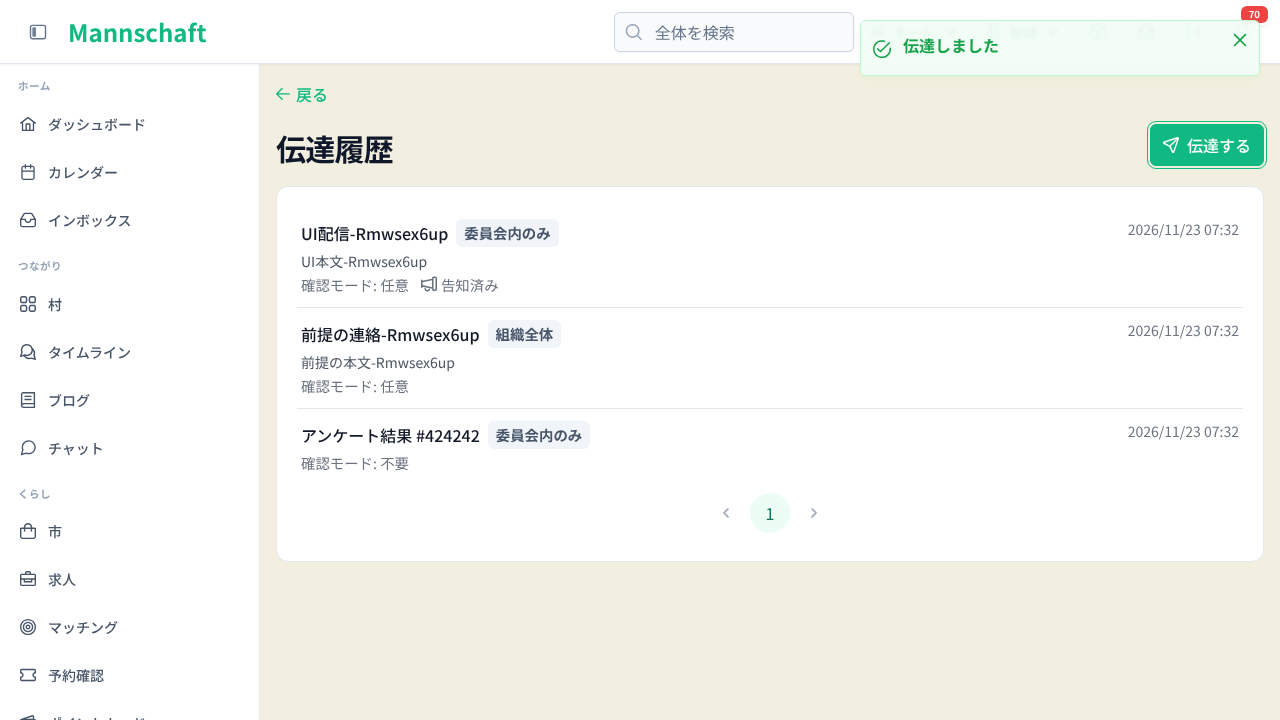 Mannschaft
全体を検索
70
伝達しました
ホーム
ダッシュボード
カレンダー
インボックス
つながり
村
タイムライン
ブログ
チャット
くらし
市
求人
マッチング
予約確認
戻る
伝達履歴
伝達する
UI配信-Rmwsex6up 委員会内のみ 2026/11/23 07:32
UI本文-Rmwsex6up
確認モード: 任意 告知済み
前提の連絡-Rmwsex6up 組織全体 2026/11/23 07:32
前提の本文-Rmwsex6up
確認モード: 任意
アンケート結果 #424242 委員会内のみ 2026/11/23 07:32
確認モード: 不要
1